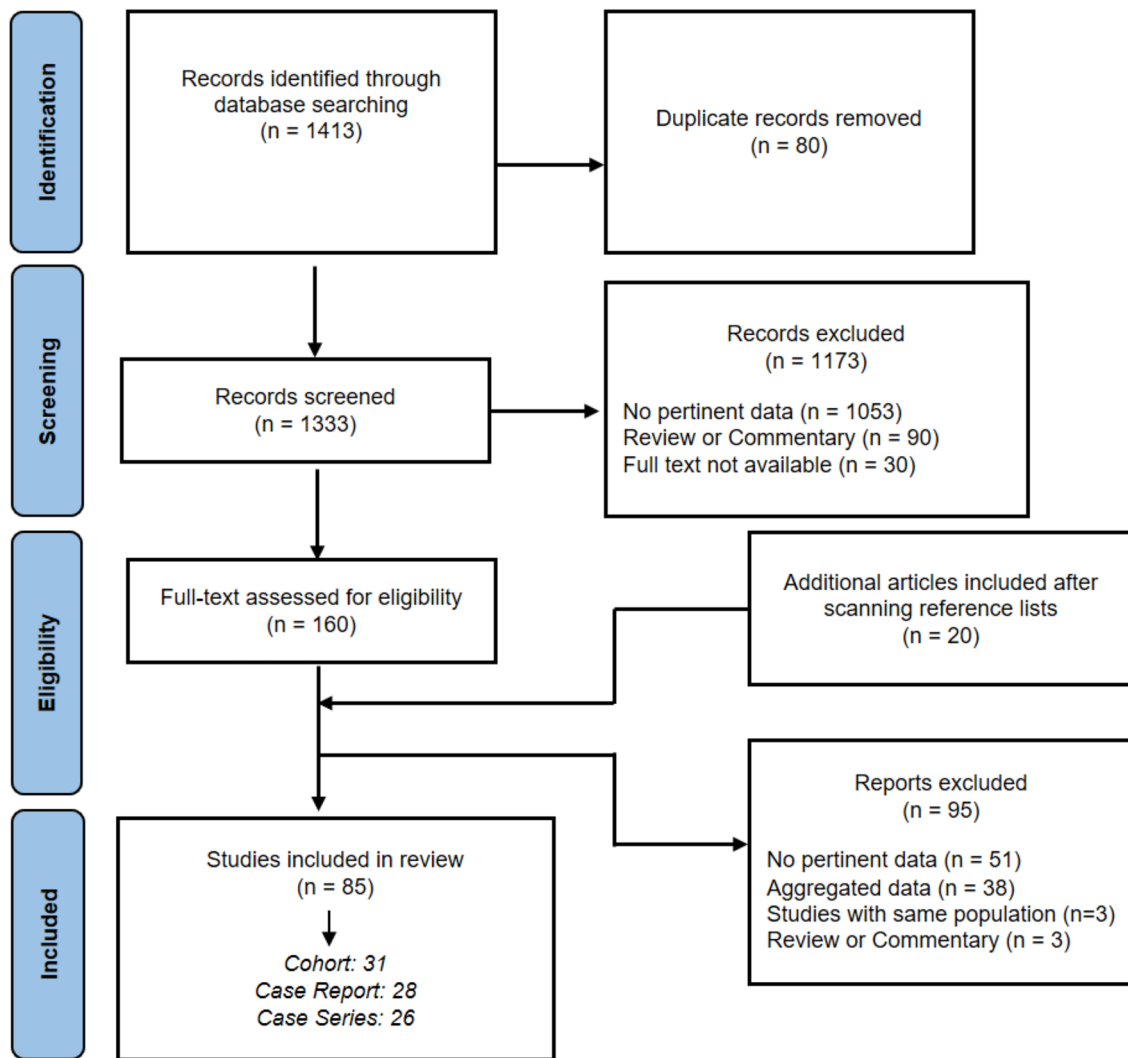 Identification
Records identified through
database searching
(n = 1413)
Duplicate records removed
(n = 80)
Screening
Records screened
(n = 1333)
Records excluded
(n = 1173)
No pertinent data (n = 1053)
Review or Commentary (n = 90)
Full text not available (n = 30)
Eligibility
Full-text assessed for eligibility
(n = 160)
Additional articles included after
scanning reference lists
(n = 20)
Reports excluded
(n = 95)
No pertinent data (n = 51)
Aggregated data (n = 38)
Studies with same population (n=3)
Review or Commentary (n = 3)
Included
Studies included in review
(n = 85)
Cohort: 31
Case Report: 28
Case Series: 26